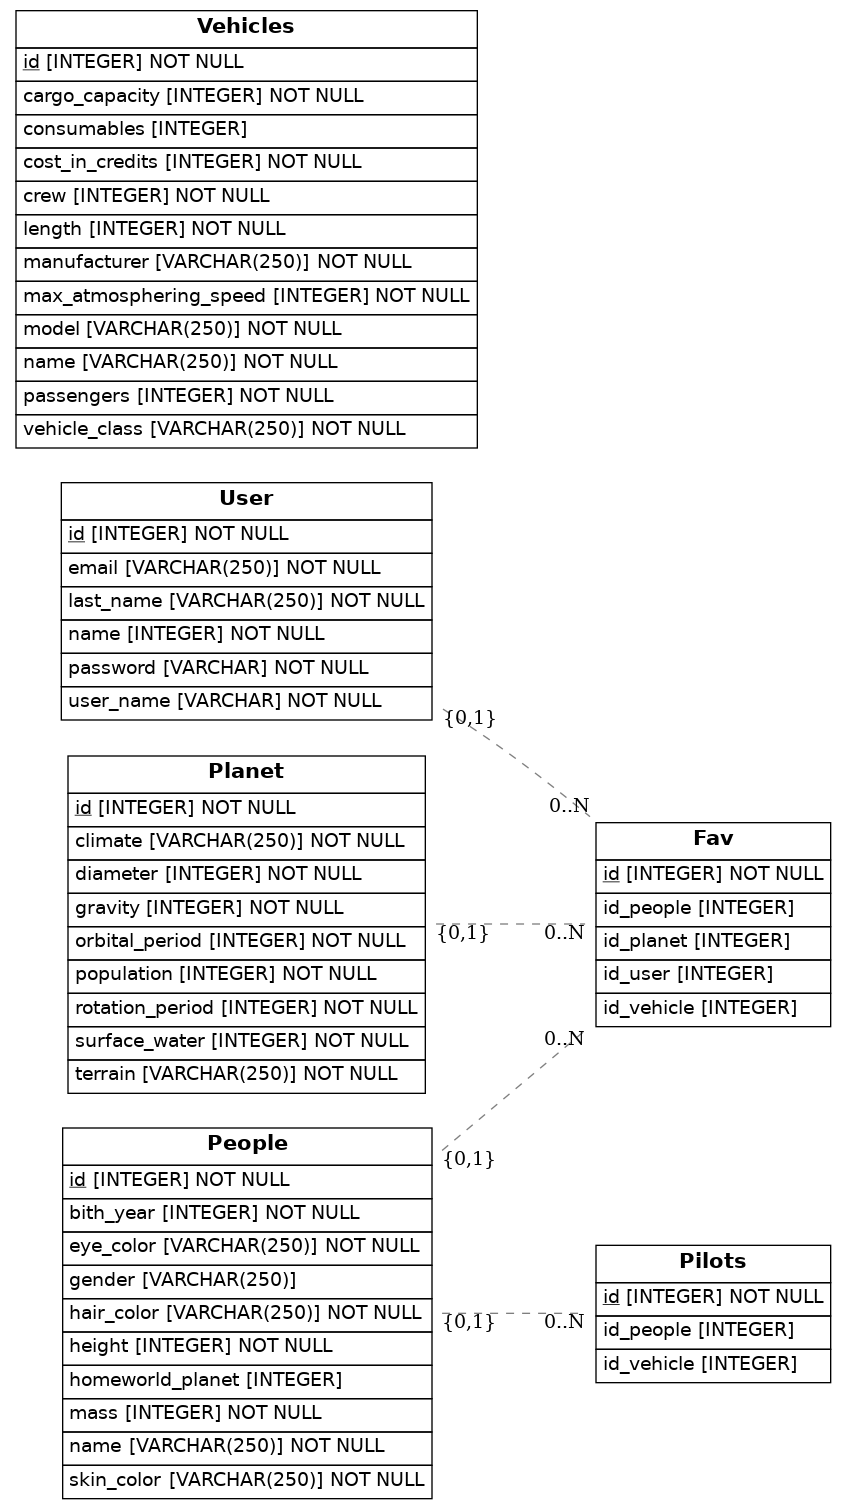 Vehicles
id [INTEGER] NOT NULL
cargo_capacity [INTEGER] NOT NULL
consumables [INTEGER]
cost_in_credits [INTEGER] NOT NULL
crew [INTEGER] NOT NULL
length [INTEGER] NOT NULL
manufacturer [VARCHAR(250)] NOT NULL
max_atmosphering_speed [INTEGER] NOT NULL
model [VARCHAR(250)] NOT NULL
name [VARCHAR(250)] NOT NULL
passengers [INTEGER] NOT NULL
vehicle_class [VARCHAR(250)] NOT NULL
User
id [INTEGER] NOT NULL
email [VARCHAR(250)] NOT NULL
last_name [VARCHAR(250)] NOT NULL
name [INTEGER] NOT NULL
password [VARCHAR] NOT NULL
user_name [VARCHAR] NOT NULL
{0,1}
0..N
Planet
id [INTEGER] NOT NULL
climate [VARCHAR(250)] NOT NULL
diameter [INTEGER] NOT NULL
gravity [INTEGER] NOT NULL
orbital_period [INTEGER] NOT NULL
population [INTEGER] NOT NULL
rotation_period [INTEGER] NOT NULL
surface_water [INTEGER] NOT NULL
terrain [VARCHAR(250)] NOT NULL
{0,1}
0..N
Fav
id [INTEGER] NOT NULL
id_people [INTEGER]
id_planet [INTEGER]
id_user [INTEGER]
id_vehicle [INTEGER]
0..N
{0,1}
People
id [INTEGER] NOT NULL
bith_year [INTEGER] NOT NULL
eye_color [VARCHAR(250)] NOT NULL
gender [VARCHAR(250)]
hair_color [VARCHAR(250)] NOT NULL
height [INTEGER] NOT NULL
homeworld_planet [INTEGER]
mass [INTEGER] NOT NULL
name [VARCHAR(250)] NOT NULL
skin_color [VARCHAR(250)] NOT NULL
{0,1}
0..N
Pilots
id [INTEGER] NOT NULL
id_people [INTEGER]
id_vehicle [INTEGER]